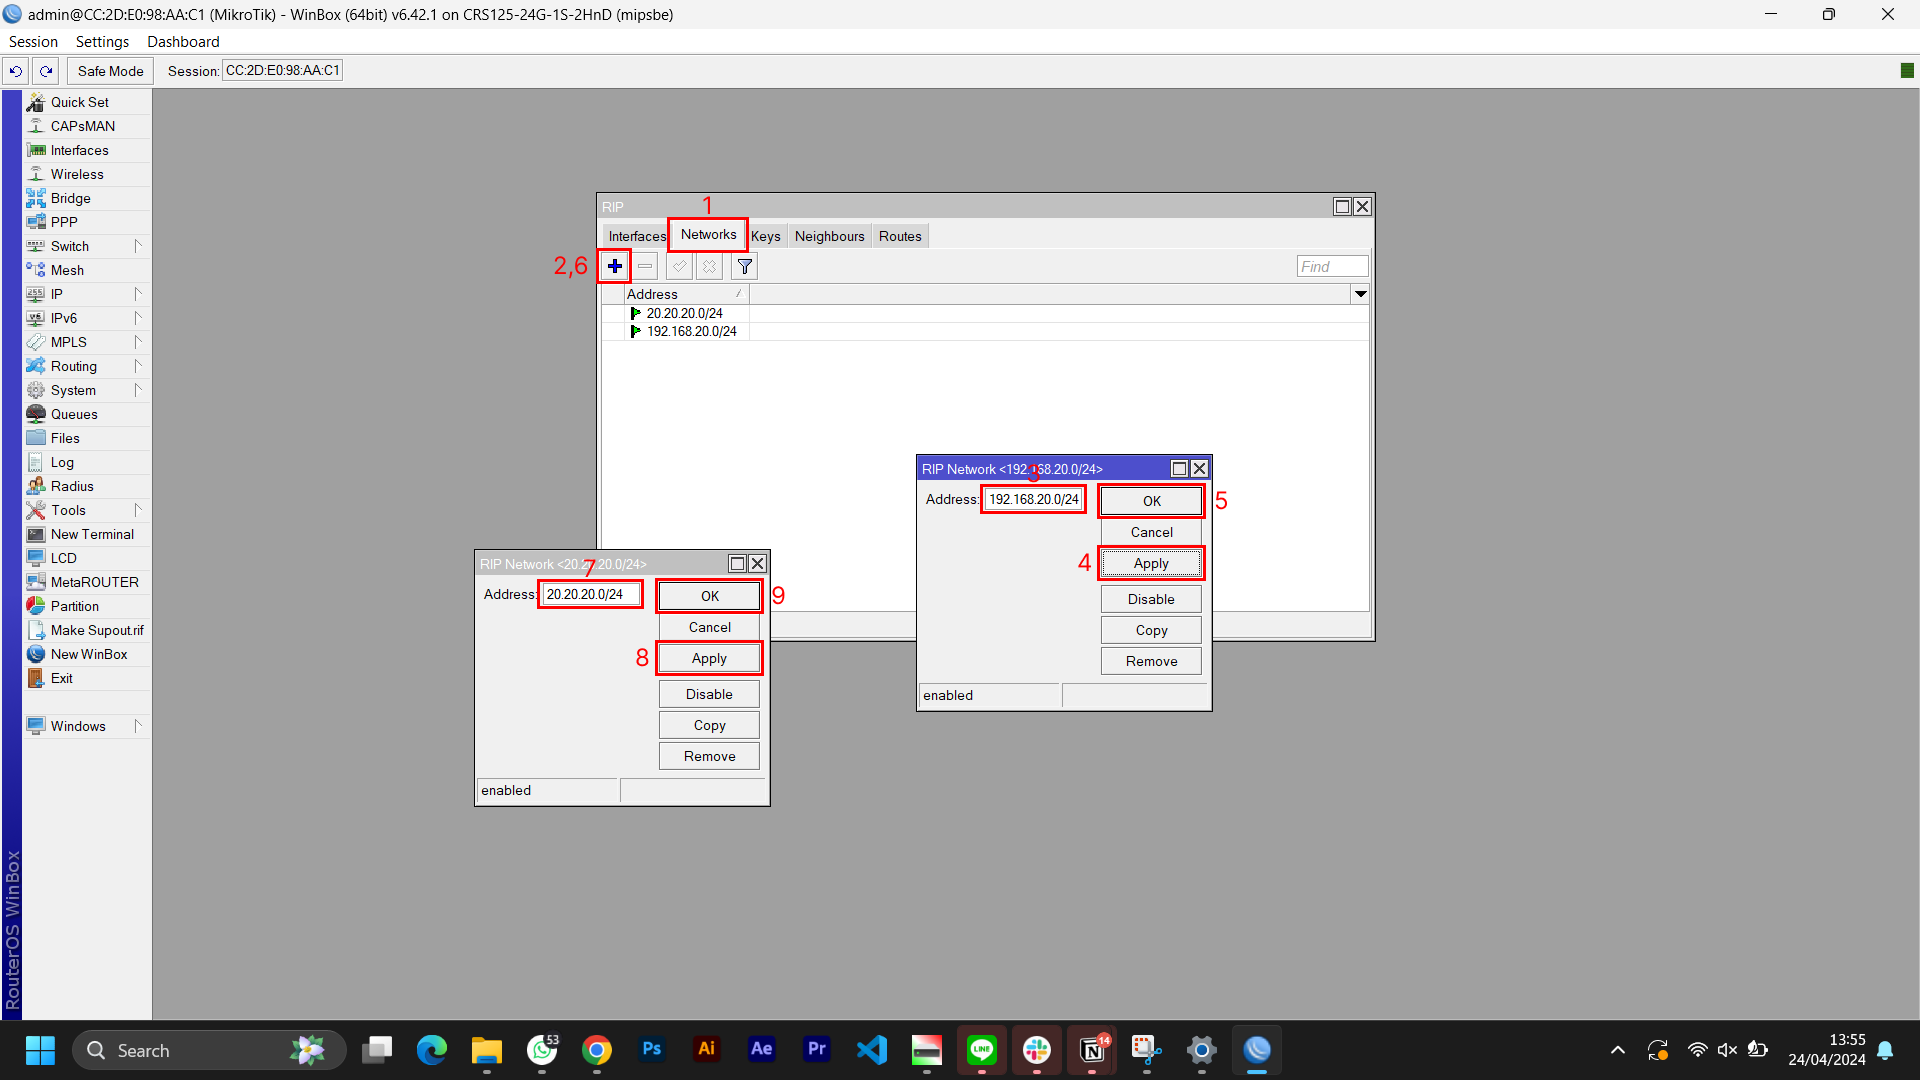 admin@CC:2D:E0:98:AA:C1 (MikroTik) - WinBox (64bit) v6.42.1 on CRS125-24G-1S-2HnD (mipsbe)
Session Settings Dashboard
Safe Mode Session: CC:2D:E0:98:AA:C1
Quick Set
CAPsMAN
Interfaces
Wireless
Bridge
PPP
Switch
Mesh
IP
IPv6
MPLS
Routing
System
Queues
Files
Log
Radius
Tools
New Terminal
LCD
MetaROUTER
Partition
Make Supout.rif
New WinBox
Exit
Windows
RouterOS WinBox
RIP
1
Interfaces Networks Keys Neighbours Routes
2,6
Find
Address
20.20.20.0/24
192.168.20.0/24
RIP Network <192.168.20.0/24>
3
Address: 192.168.20.0/24 OK 5
Cancel
4 Apply
Disable
Copy
Remove
enabled
RIP Network <20.20.20.0/24>
7
Address: 20.20.20.0/24 OK 9
Cancel
8 Apply
Disable
Copy
Remove
enabled
Search
53
Ps
Ai
Ae
Pr
LINE
14
13:55
24/04/2024